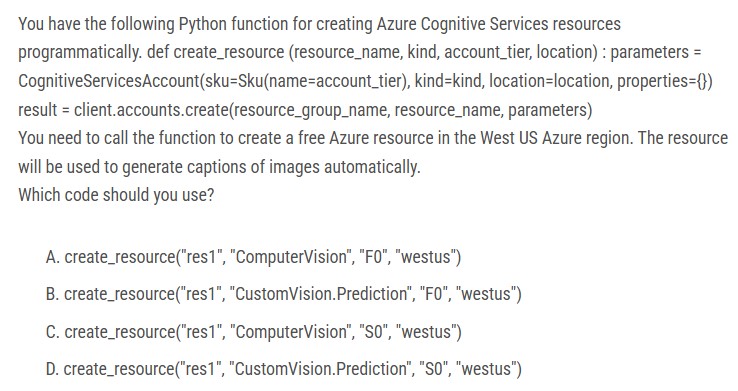 You have the following Python function for creating Azure Cognitive Services resources
programmatically. def create_resource (resource_name, kind, account_tier, location) : parameters =
CognitiveServicesAccount(sku=Sku(name=account_tier), kind=kind, location=location, properties={})
result = client.accounts.create(resource_group_name, resource_name, parameters)
You need to call the function to create a free Azure resource in the West US Azure region. The resource
will be used to generate captions of images automatically.
Which code should you use?
A. create_resource("res1", "ComputerVision", "F0", "westus")
B. create_resource("res1", "CustomVision.Prediction", "F0", "westus")
C. create_resource("res1", "ComputerVision", "S0", "westus")
D. create_resource("res1", "CustomVision.Prediction", "S0", "westus")